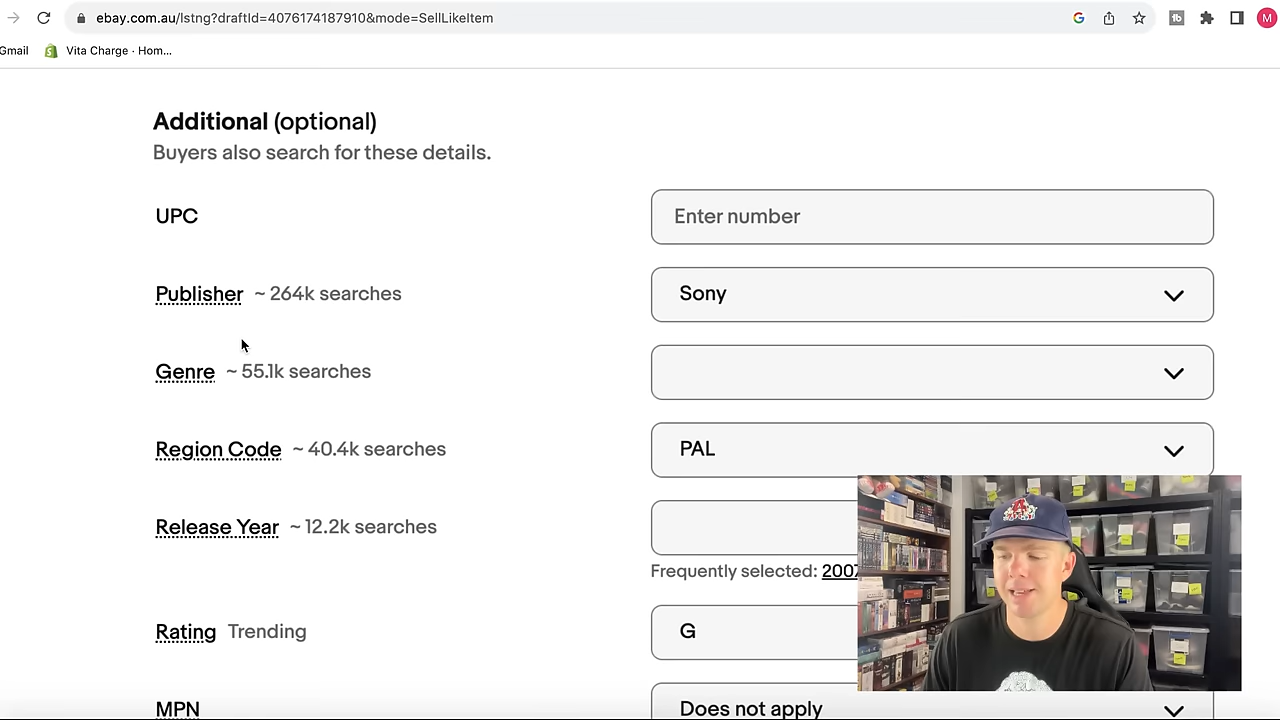 ebay.com.au/lstng?draftId=4076174187910&mode=SellLikeItem
M
Gmail Vita Charge · Hom...
Additional (optional)
Buyers also search for these details.
UPC Enter number
Publisher ~ 264k searches Sony
Genre ~ 55.1k searches
Region Code ~ 40.4k searches PAL
Release Year ~ 12.2k searches
Frequently selected: 2007
Rating Trending G
MPN Does not apply